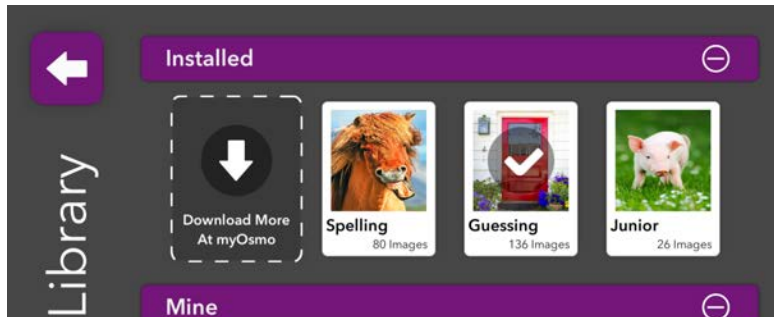 Library
Installed
Download More
At myOsmo
Spelling
80 Images
Guessing
136 Images
Junior
26 Images
Mine